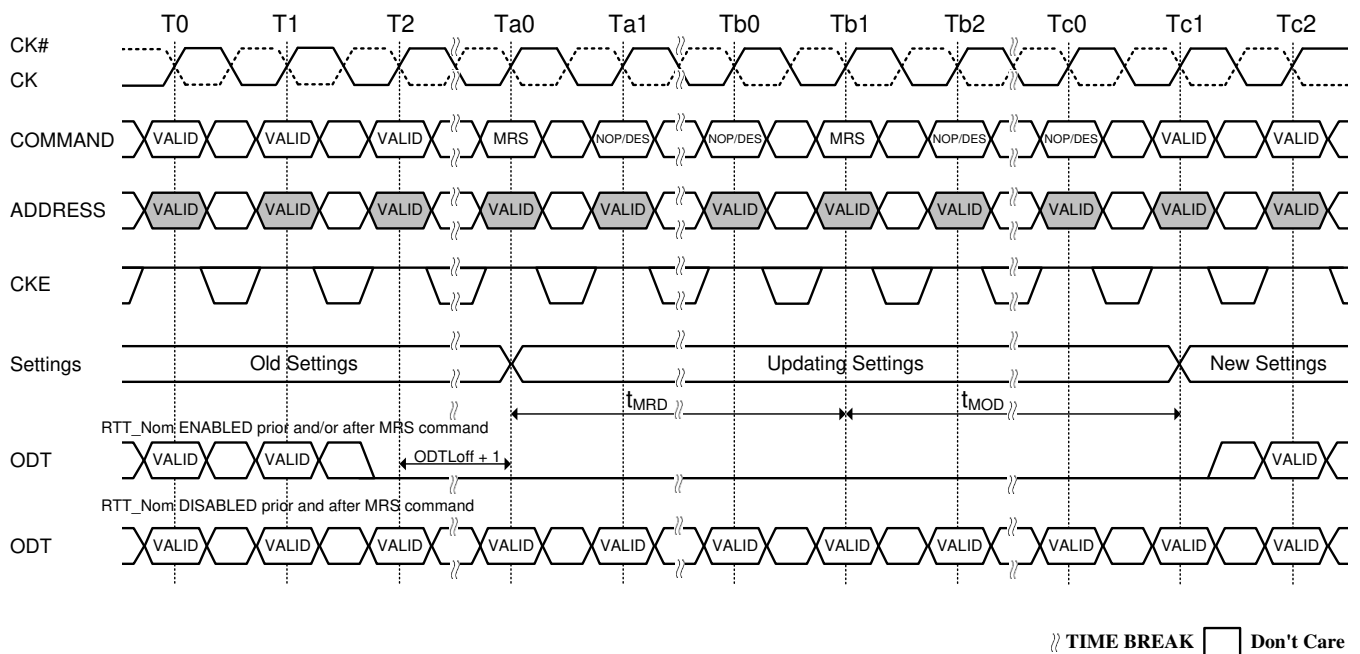 T0 T1 T2 Ta0 Ta1 Tb0 Tb1 Tb2 Tc0 Tc1 Tc2
CK#
CK
COMMAND VALID VALID VALID MRS NOP/DES NOP/DES MRS NOP/DES NOP/DES VALID VALID
ADDRESS VALID VALID VALID VALID VALID VALID VALID VALID VALID VALID VALID
CKE
Settings Old Settings Updating Settings New Settings
tMRD tMOD
RTT_Nom ENABLED prior and/or after MRS command
ODT VALID VALID ODTLoff + 1 VALID
RTT_Nom DISABLED prior and after MRS command
ODT VALID VALID VALID VALID VALID VALID VALID VALID VALID VALID VALID
TIME BREAK Don't Care